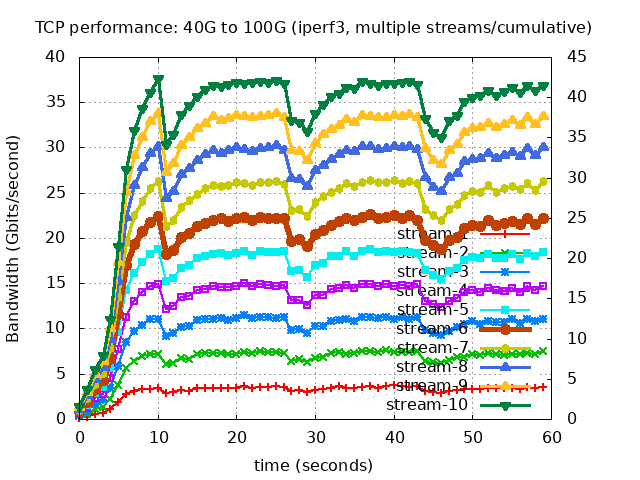 TCP performance: 40G to 100G (iperf3, multiple streams/cumulative)
Bandwidth (Gbits/second)
40
35
30
25
20
15
10
5
0
45
40
35
30
25
20
15
10
5
0
stream-1
stream-2
stream-3
stream-4
stream-5
stream-6
stream-7
stream-8
stream-9
stream-10
0 10 20 30 40 50 60
time (seconds)